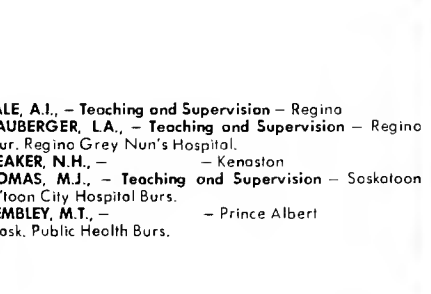 ALE, A.I., – Teaching and Supervision – Regina
AUBERGER, L.A., – Teaching and Supervision – Regina
ur. Regina Grey Nun's Hospital.
EAKER, N.H., – – Kenaston
OMAS, M.J., – Teaching and Supervision – Saskatoon
'toon City Hospital Burs.
EMBLEY, M.T., – – Prince Albert
ask. Public Health Burs.